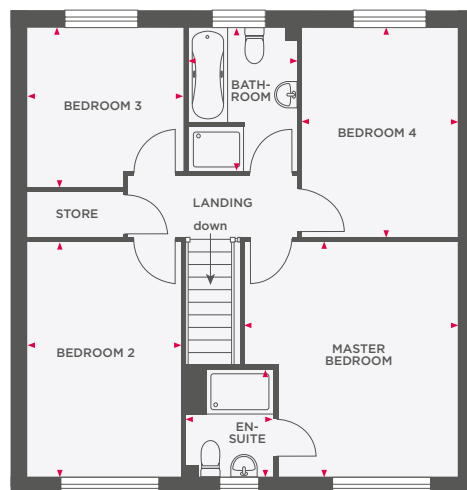 BEDROOM 3
BATH-
ROOM
BEDROOM 4
STORE
LANDING
down
BEDROOM 2
MASTER
BEDROOM
EN-
SUITE